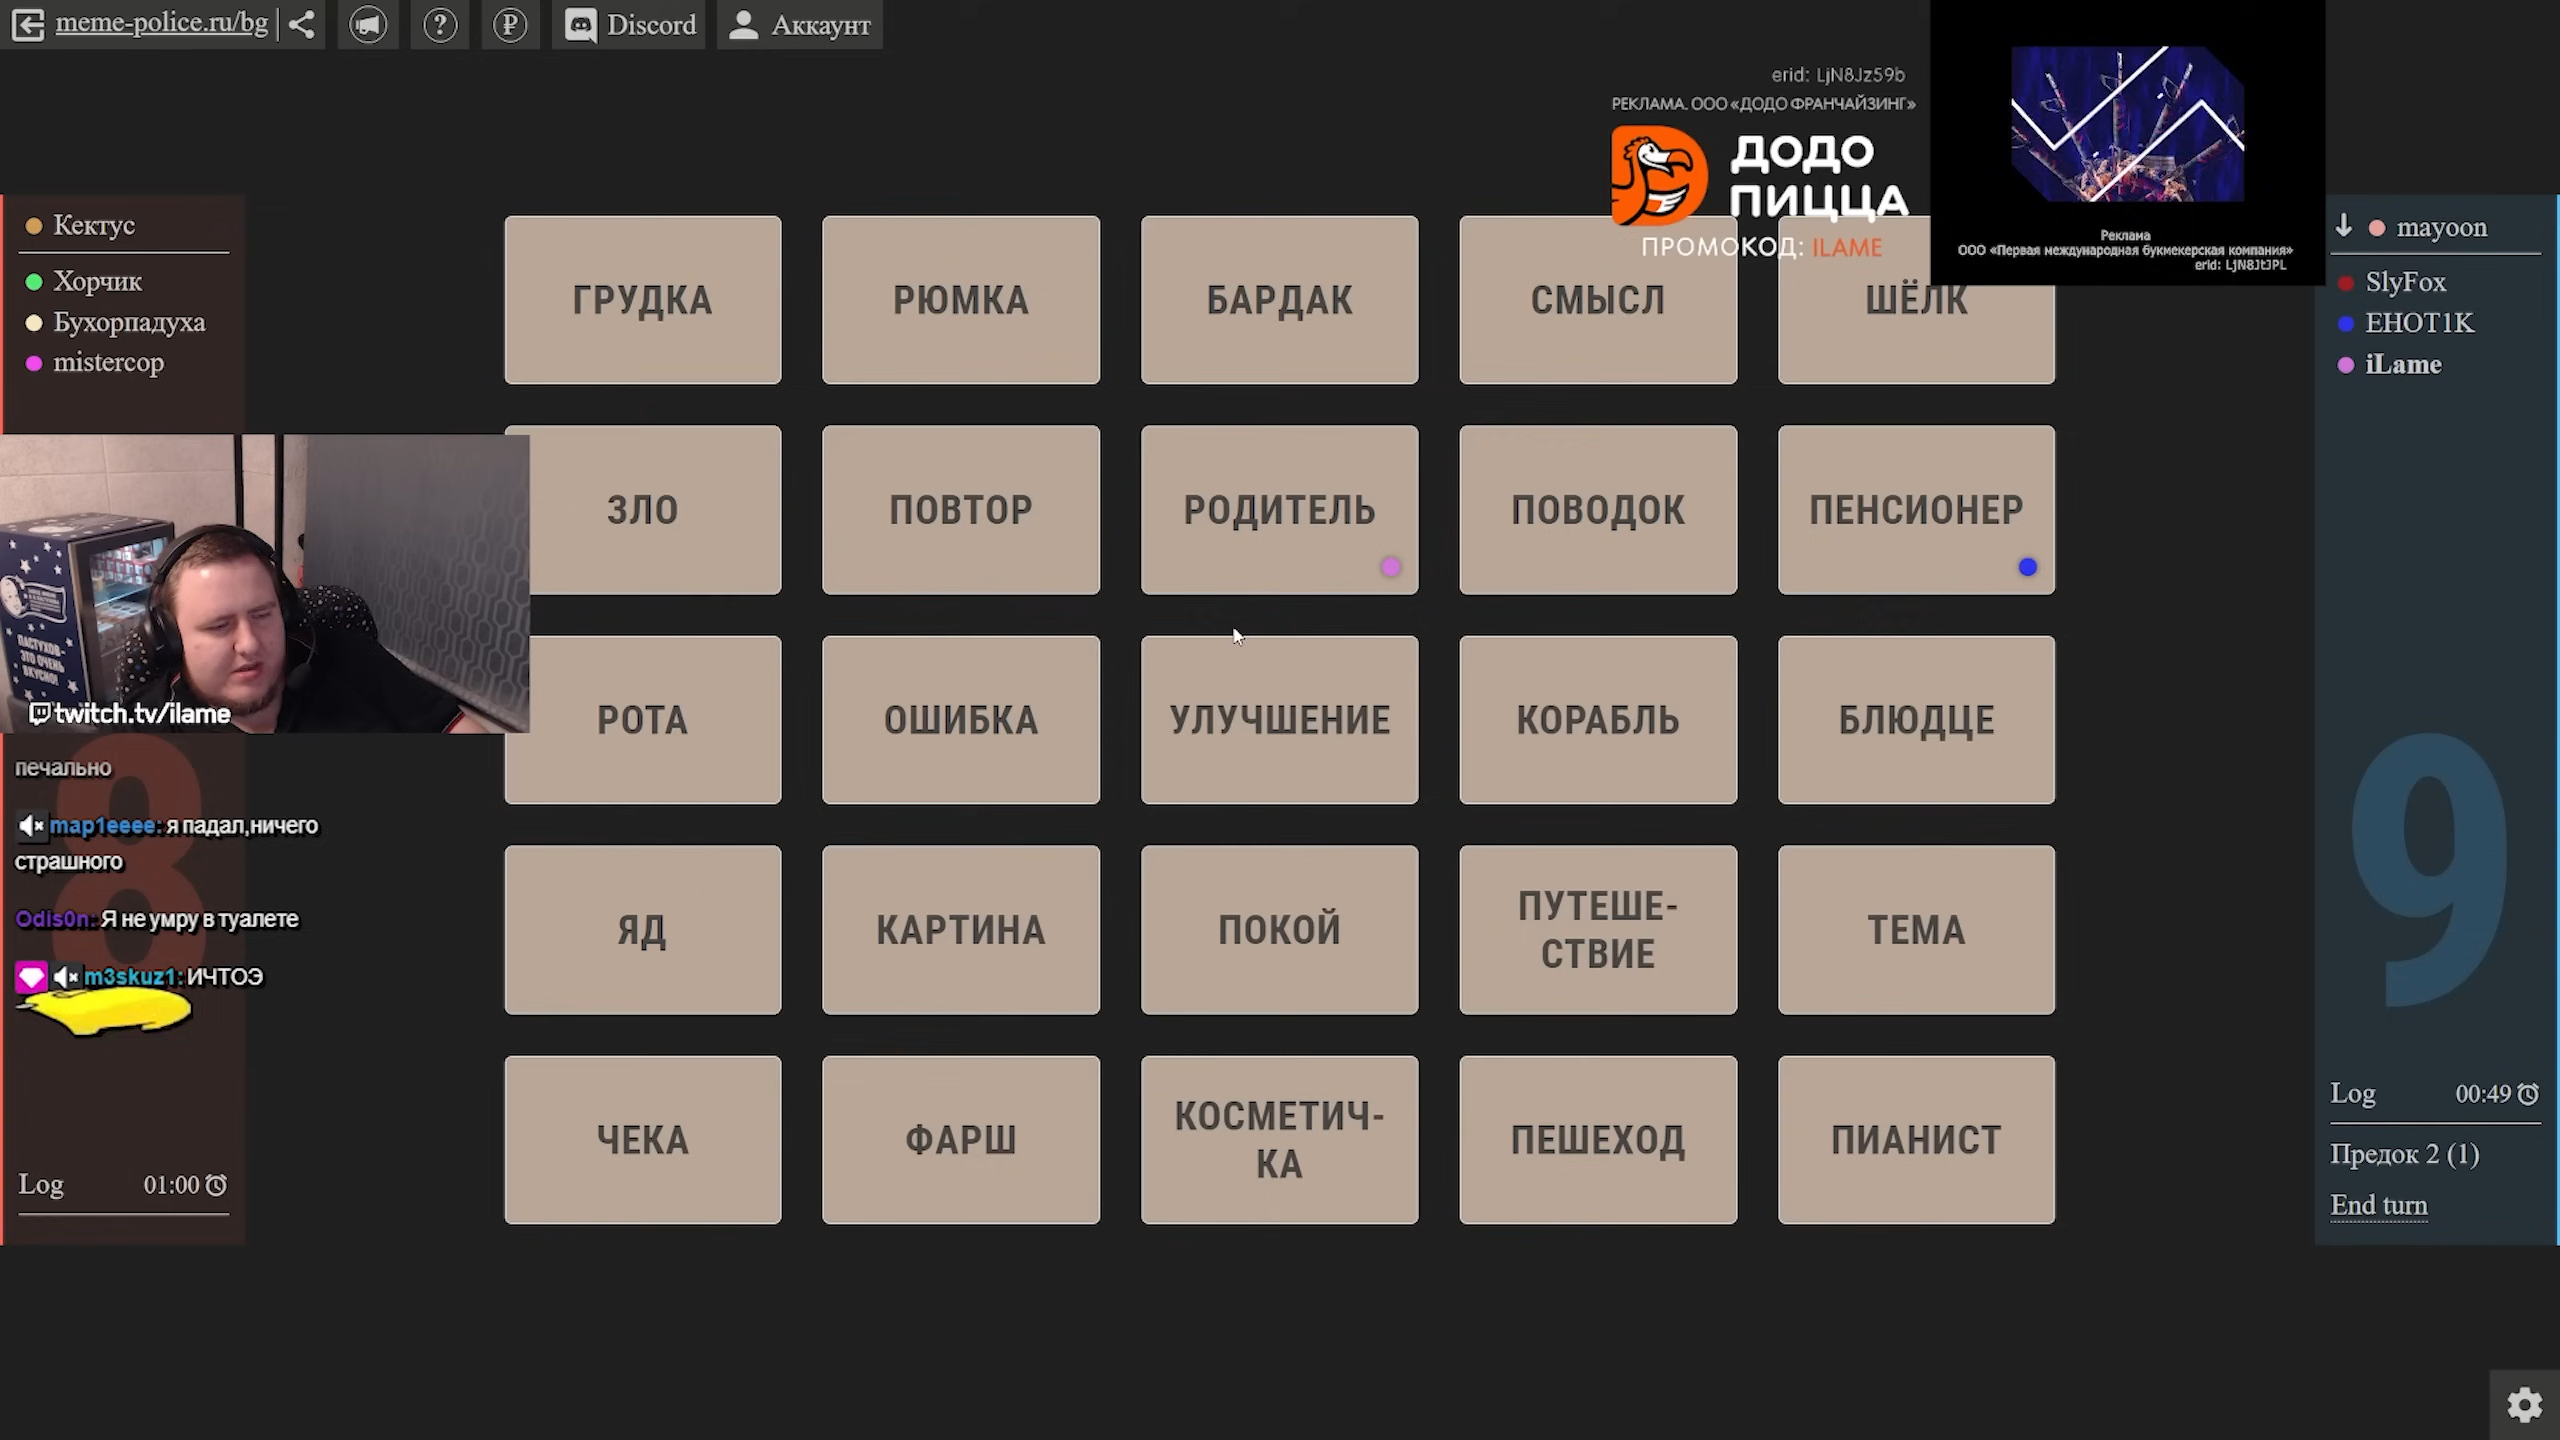 meme-police.ru/bg
Discord
Аккаунт
erid: LjN8Jz59b
РЕКЛАМА. ООО «ДОДО ФРАНЧАЙЗИНГ»
ДОДО
ПИЦЦА
ПРОМОКОД: ILAME
Реклама
ООО «Первая международная букмекерская компания»
erid: LjN8JtJPL
Кектус
Хорчик
Бухорпадуха
mistercop
mayoon
SlyFox
EHOT1K
iLame
ГРУДКА
РЮМКА
БАРДАК
СМЫСЛ
ШЁЛК
ЗЛО
ПОВТОР
РОДИТЕЛЬ
ПОВОДОК
ПЕНСИОНЕР
РОТА
ОШИБКА
УЛУЧШЕНИЕ
КОРАБЛЬ
БЛЮДЦЕ
ЯД
КАРТИНА
ПОКОЙ
ПУТЕШЕ-
СТВИЕ
ТЕМА
ЧЕКА
ФАРШ
КОСМЕТИЧ-
КА
ПЕШЕХОД
ПИАНИСТ
ПАСТУХОВ-
ЭТО ОЧЕНЬ
ВКУСНО!
twitch.tv/ilame
печально
map1eeee: я падал,ничего
страшного
Odis0n: Я не умру в туалете
m3skuz1: ИЧТОЭ
8
Log 01:00
9
Log 00:49
Предок 2 (1)
End turn